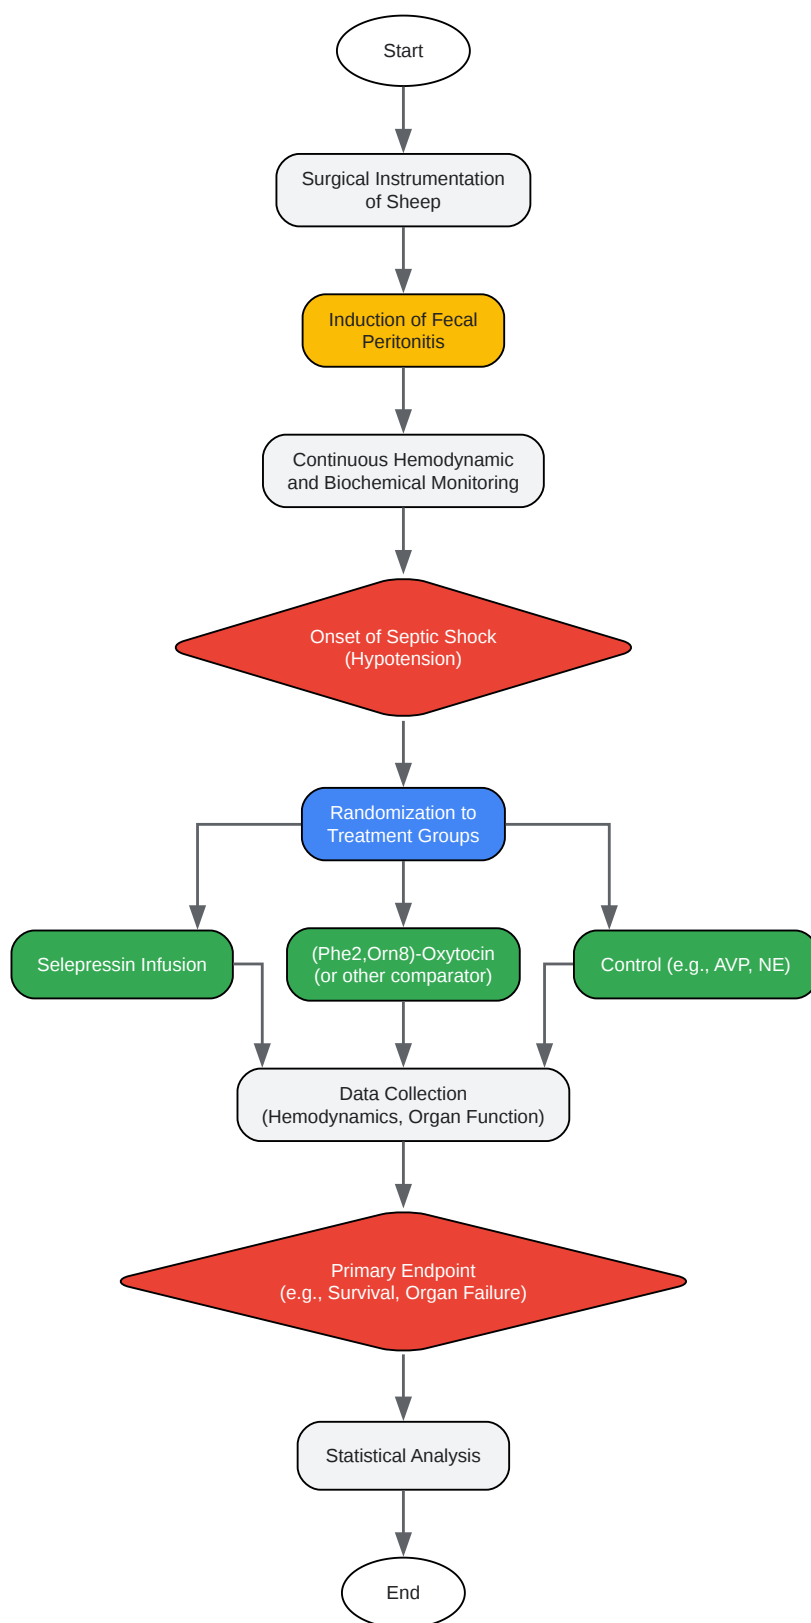 Start
Surgical Instrumentation
of Sheep
Induction of Fecal
Peritonitis
Continuous Hemodynamic
and Biochemical Monitoring
Onset of Septic Shock
(Hypotension)
Randomization to
Treatment Groups
Selepressin Infusion
(Phe2,Orn8)-Oxytocin
(or other comparator)
Control (e.g., AVP, NE)
Data Collection
(Hemodynamics, Organ Function)
Primary Endpoint
(e.g., Survival, Organ Failure)
Statistical Analysis
End